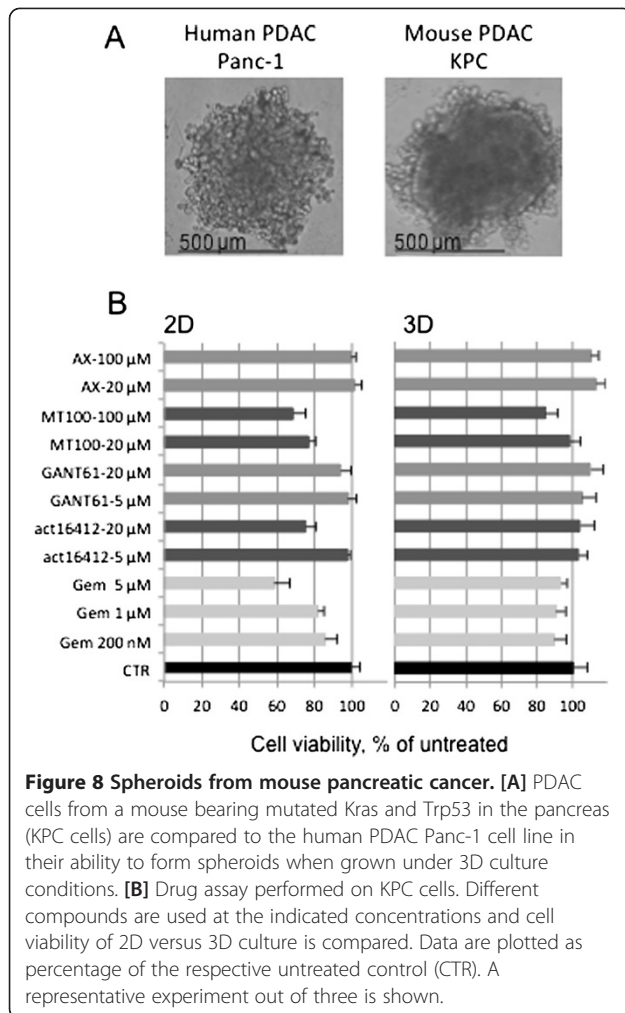 A
Human PDAC
Panc-1
Mouse PDAC
KPC
500 µm
500 µm
B
2D
3D
AX-100 µM
AX-20 µM
MT100-100 µM
MT100-20 µM
GANT61-20 µM
GANT61-5 µM
act16412-20 µM
act16412-5 µM
Gem 5 µM
Gem 1 µM
Gem 200 nM
CTR
0 20 40 60 80 100
0 20 40 60 80 100
Cell viability, % of untreated
Figure 8 Spheroids from mouse pancreatic cancer. [A] PDAC
cells from a mouse bearing mutated Kras and Trp53 in the pancreas
(KPC cells) are compared to the human PDAC Panc-1 cell line in
their ability to form spheroids when grown under 3D culture
conditions. [B] Drug assay performed on KPC cells. Different
compounds are used at the indicated concentrations and cell
viability of 2D versus 3D culture is compared. Data are plotted as
percentage of the respective untreated control (CTR). A
representative experiment out of three is shown.